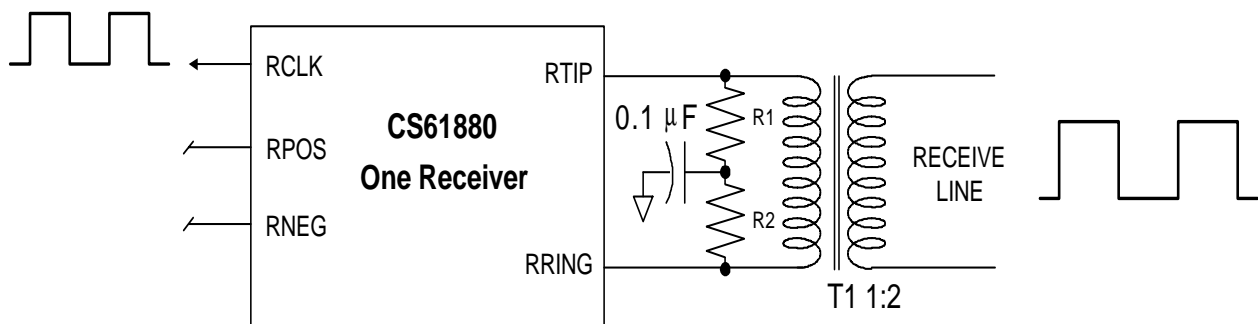 RCLK
RPOS
RNEG
CS61880
One Receiver
RTIP
RRING
0.1 μF
R1
R2
T1 1:2
RECEIVE
LINE